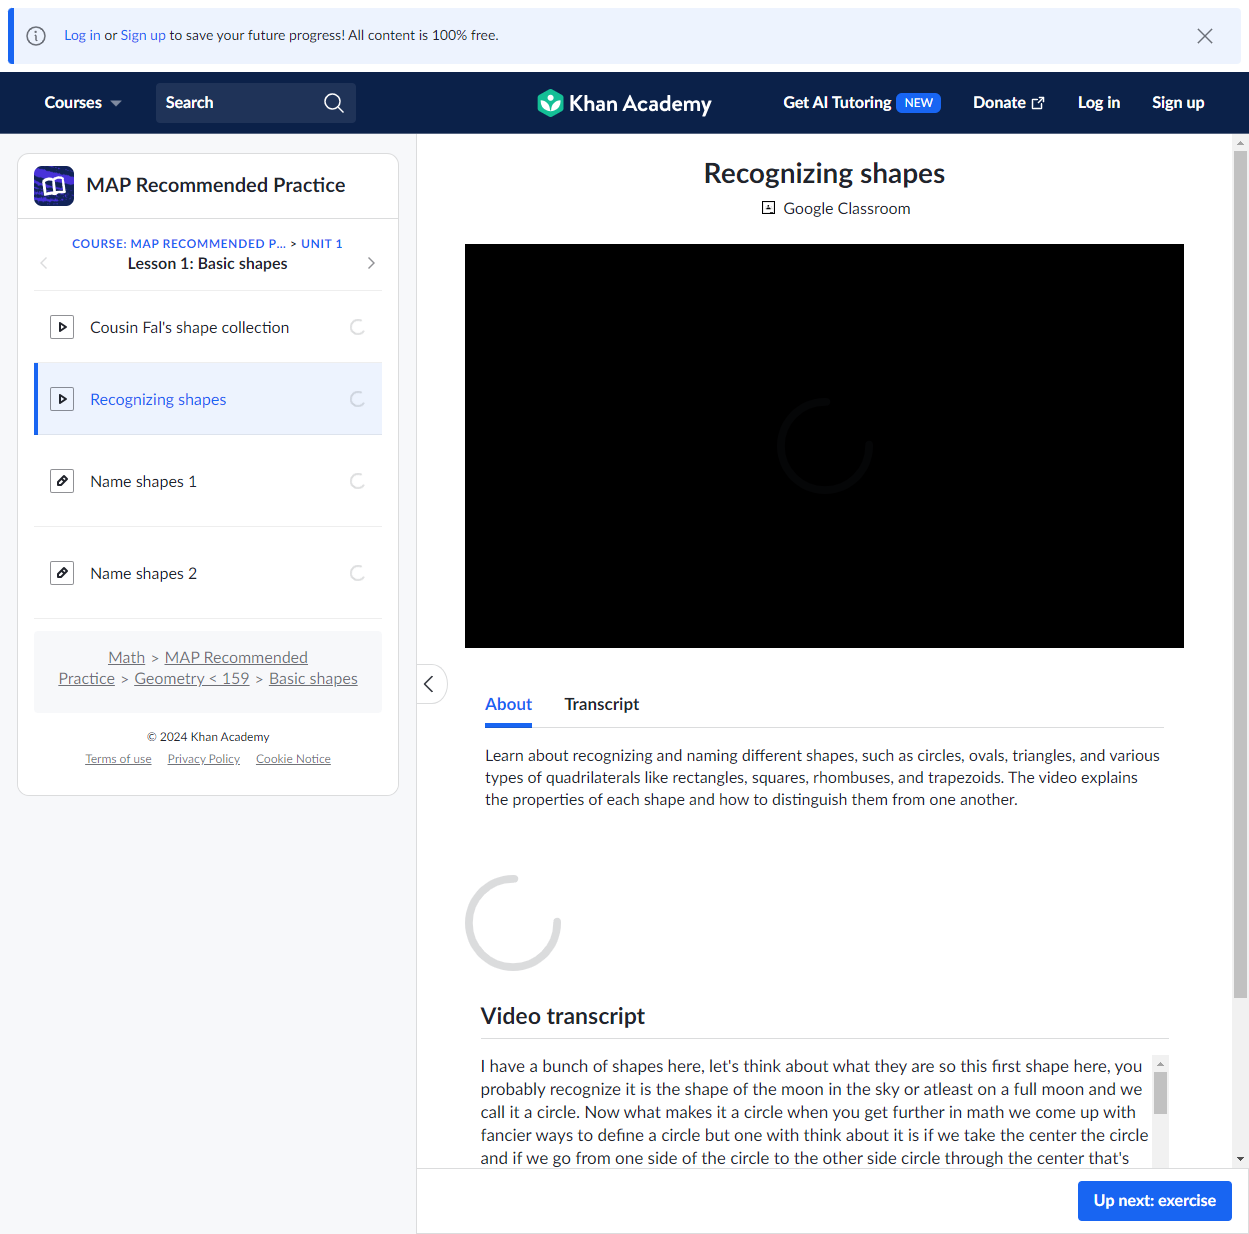 Log in or Sign up to save your future progress! All content is 100% free.
Courses
Search
Khan Academy
Get AI Tutoring NEW
Donate
Log in
Sign up
MAP Recommended Practice
COURSE: MAP RECOMMENDED P... > UNIT 1
Lesson 1: Basic shapes
Cousin Fal's shape collection
Recognizing shapes
Name shapes 1
Name shapes 2
Math > MAP Recommended
Practice > Geometry < 159 > Basic shapes
© 2024 Khan Academy
Terms of use Privacy Policy Cookie Notice
Recognizing shapes
Google Classroom
About Transcript
Learn about recognizing and naming different shapes, such as circles, ovals, triangles, and various
types of quadrilaterals like rectangles, squares, rhombuses, and trapezoids. The video explains
the properties of each shape and how to distinguish them from one another.
Video transcript
I have a bunch of shapes here, let's think about what they are so this first shape here, you
probably recognize it is the shape of the moon in the sky or atleast on a full moon and we
call it a circle. Now what makes it a circle when you get further in math we come up with
fancier ways to define a circle but one with think about it is if we take the center the circle
and if we go from one side of the circle to the other side circle through the center that's
Up next: exercise